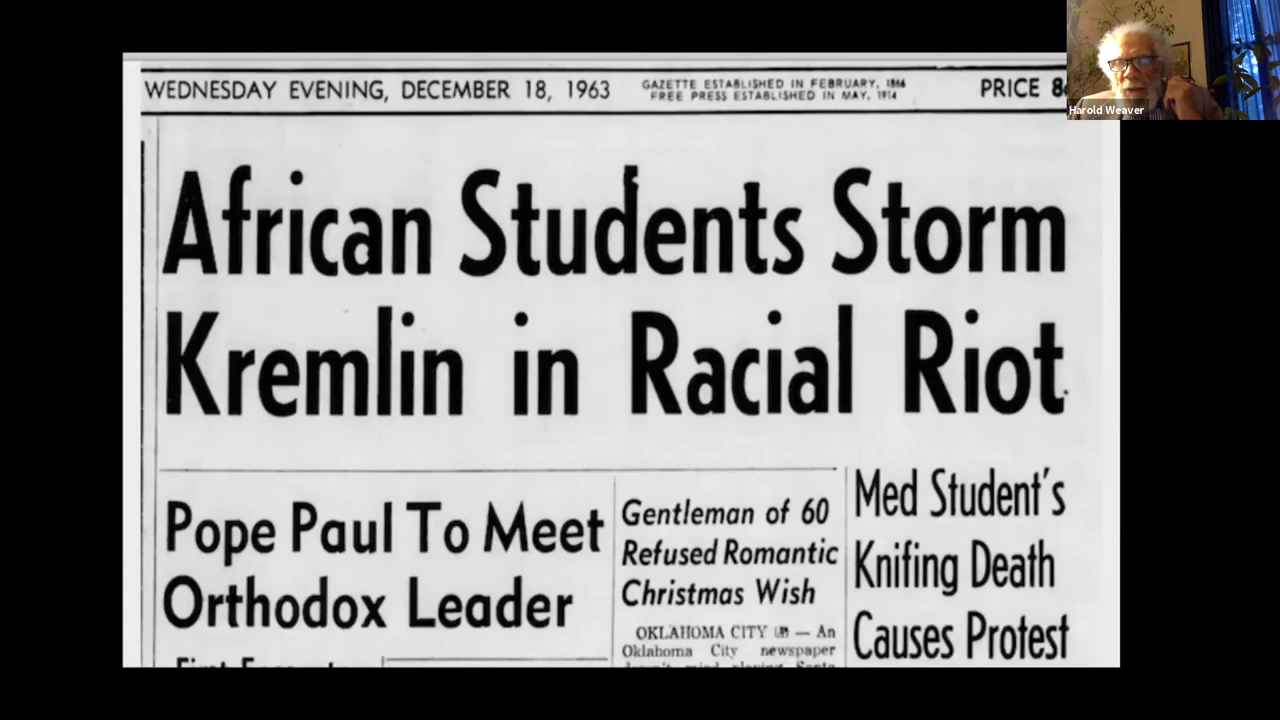 WEDNESDAY EVENING, DECEMBER 18, 1963
GAZETTE ESTABLISHED IN FEBRUARY, 1866
FREE PRESS ESTABLISHED IN MAY, 1914
PRICE
Harold Weaver
African Students Storm
Kremlin in Racial Riot
Pope Paul To Meet
Orthodox Leader
Gentleman of 60
Refused Romantic
Christmas Wish
OKLAHOMA CITY — An
Oklahoma City newspaper
Med Student's
Knifing Death
Causes Protest